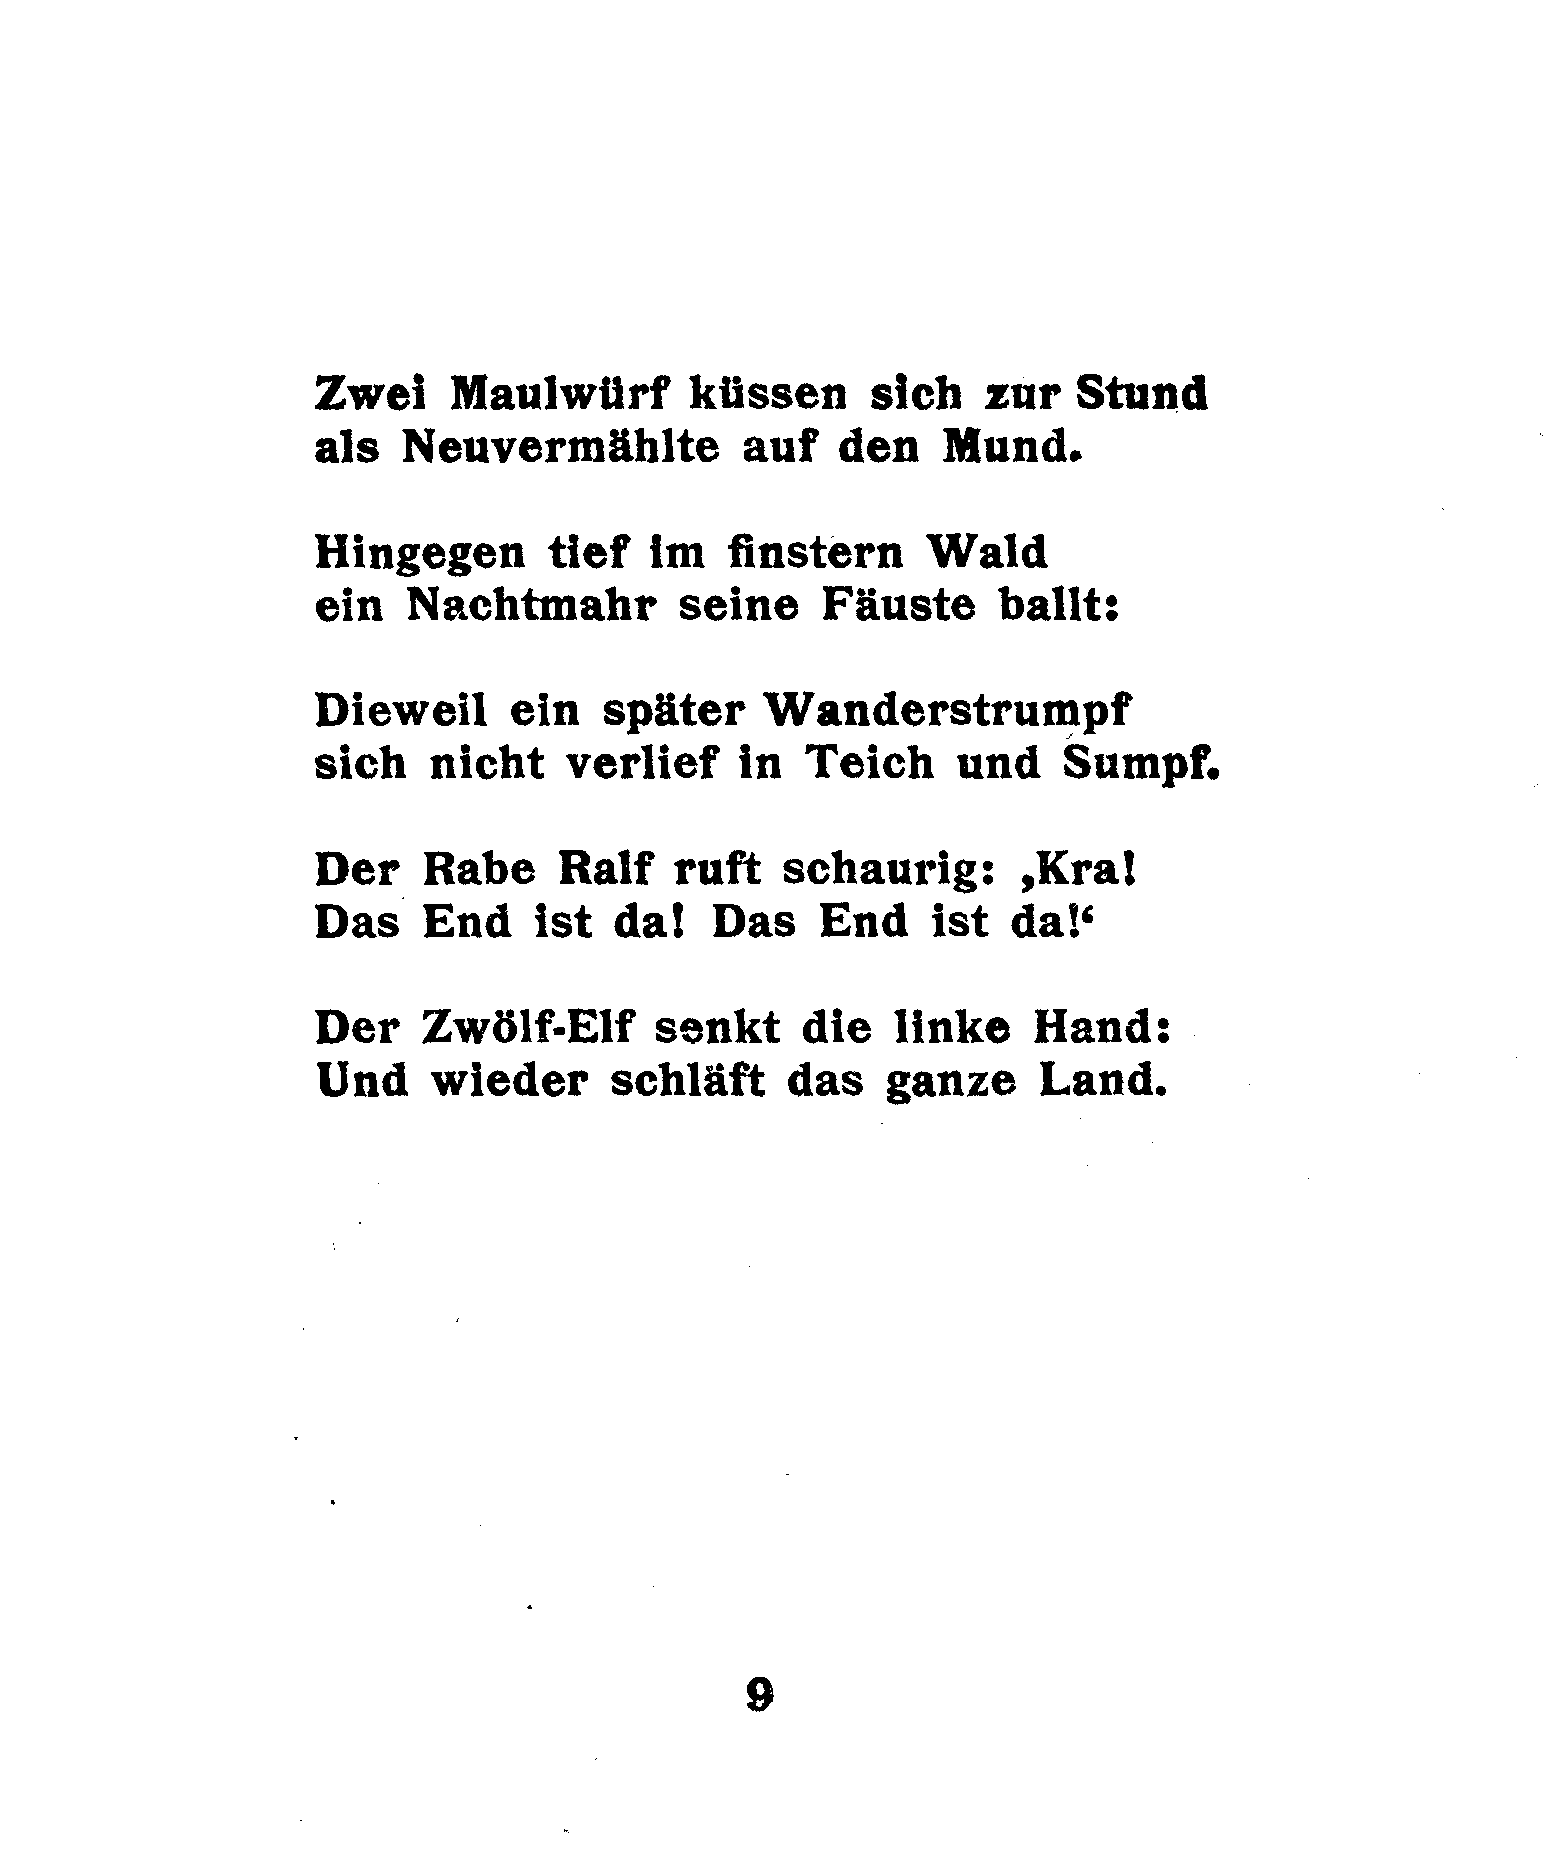 Zwei Maulwürf küssen sich zur Stund
als Neuvermählte auf den Mund.
Hingegen tief im finstern Wald
ein Nachtmahr seine Fäuste ballt:
Dieweil ein später Wanderstrumpf
sich nicht verlief in Teich und Sumpf.
Der Rabe Ralf ruft schaurig: ‚Kra!
Das End ist da! Das End ist da!‘
Der Zwölf-Elf senkt die linke Hand:
Und wieder schläft das ganze Land.
9